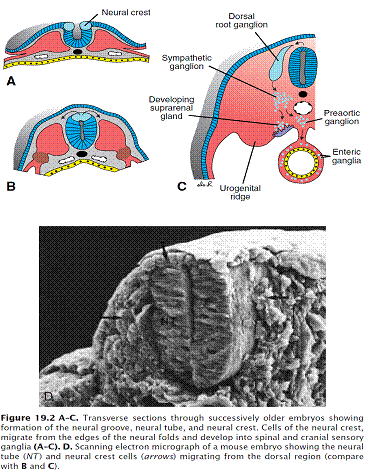 Neural crest
A
B
Dorsal
root ganglion
Sympathetic
ganglion
Developing
suprarenal
gland
Preaortic
ganglion
Enteric
ganglia
C
Urogenital
ridge
NT
D
Figure 19.2 A–C. Transverse sections through successively older embryos showing
formation of the neural groove, neural tube, and neural crest. Cells of the neural crest,
migrate from the edges of the neural folds and develop into spinal and cranial sensory
ganglia (A–C). D. Scanning electron micrograph of a mouse embryo showing the neural
tube (NT) and neural crest cells (arrows) migrating from the dorsal region (compare
with B and C).